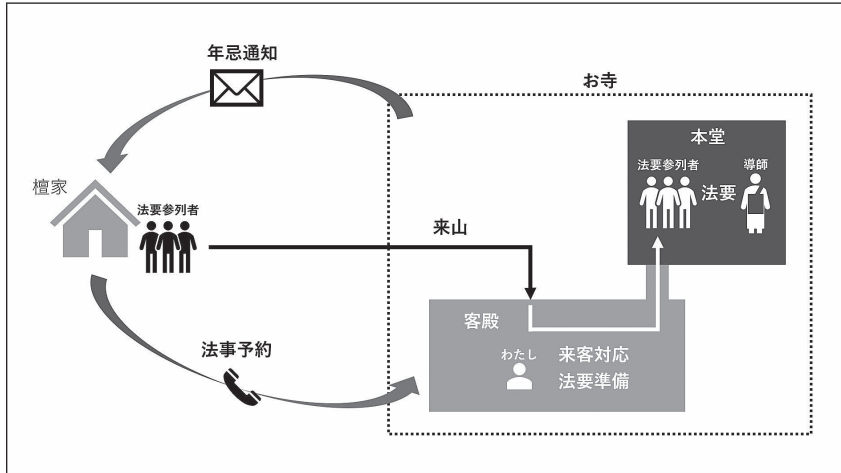 年忌通知
お寺
本堂
法要参列者
導師
法要
檀家
法要参列者
来山
客殿
わたし
来客対応
法要準備
法事予約